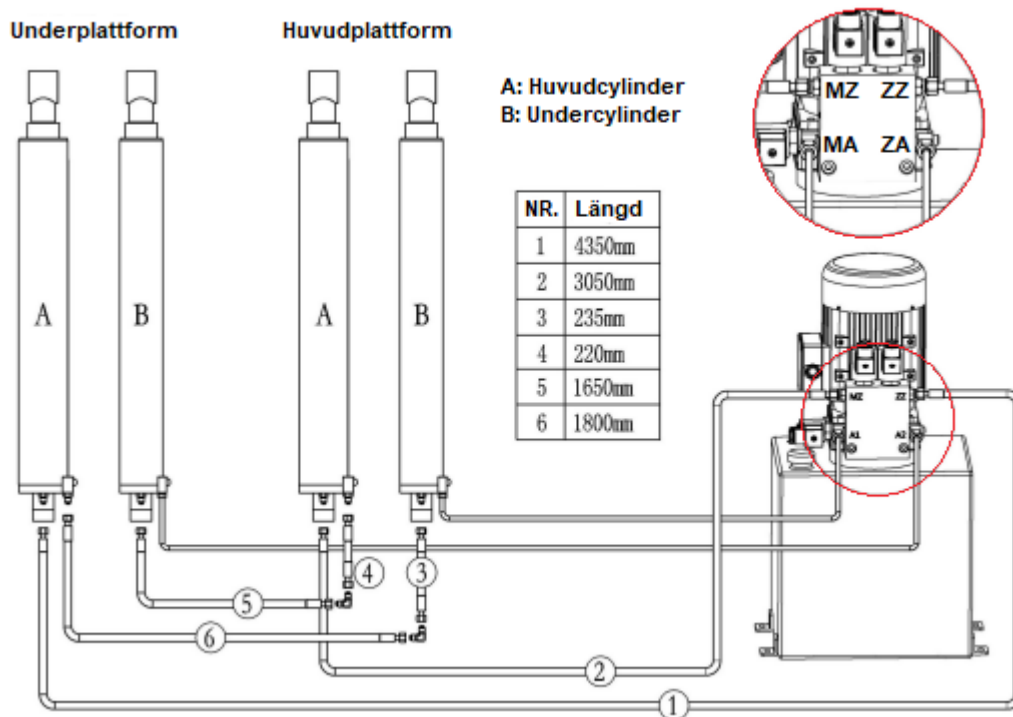 Underplattform
Huvudplattform
A: Huvudcylinder
B: Undercylinder
MZ ZZ
MA ZA
NR. Längd
1 4350mm
2 3050mm
3 235mm
4 220mm
5 1650mm
6 1800mm
A B A B
MZ ZZ
A1 A2
4
3
5
6
2
1